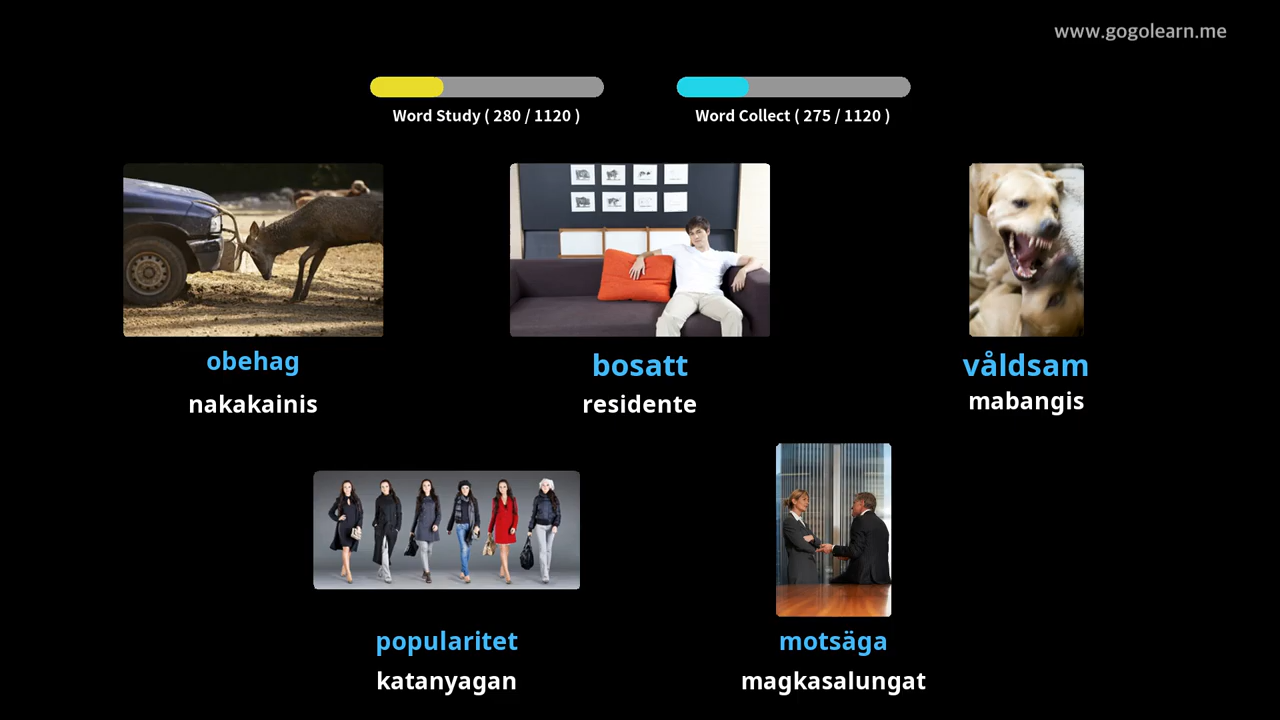 www.gogolearn.me
Word Study ( 280 / 1120 )
Word Collect ( 275 / 1120 )
obehag
nakakainis
bosatt
residente
våldsam
mabangis
popularitet
katanyagan
motsäga
magkasalungat